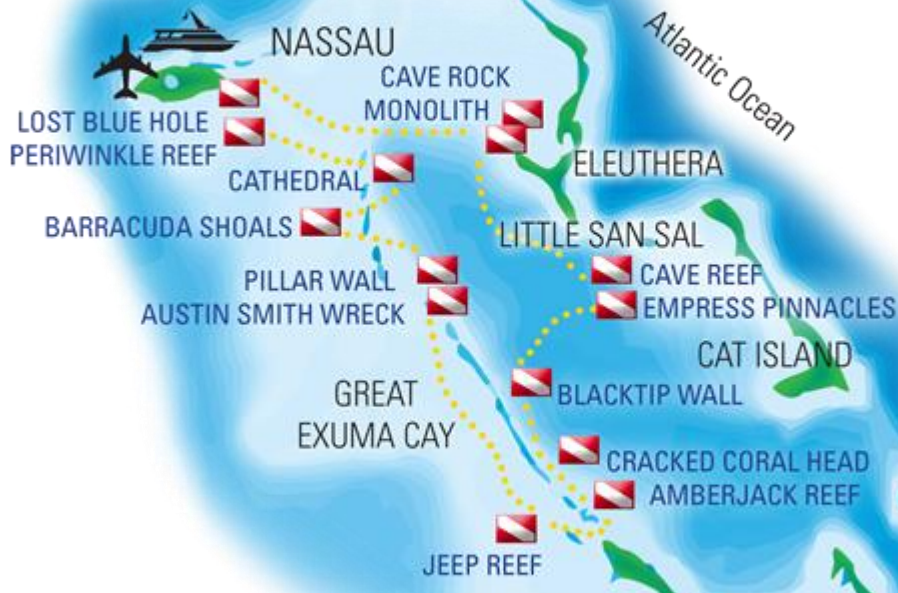 NASSAU
Atlantic Ocean
CAVE ROCK
MONOLITH
LOST BLUE HOLE
PERIWINKLE REEF
CATHEDRAL
ELEUTHERA
BARRACUDA SHOALS
LITTLE SAN SAL
PILLAR WALL
CAVE REEF
AUSTIN SMITH WRECK
EMPRESS PINNACLES
CAT ISLAND
GREAT
EXUMA CAY
BLACKTIP WALL
CRACKED CORAL HEAD
AMBERJACK REEF
JEEP REEF